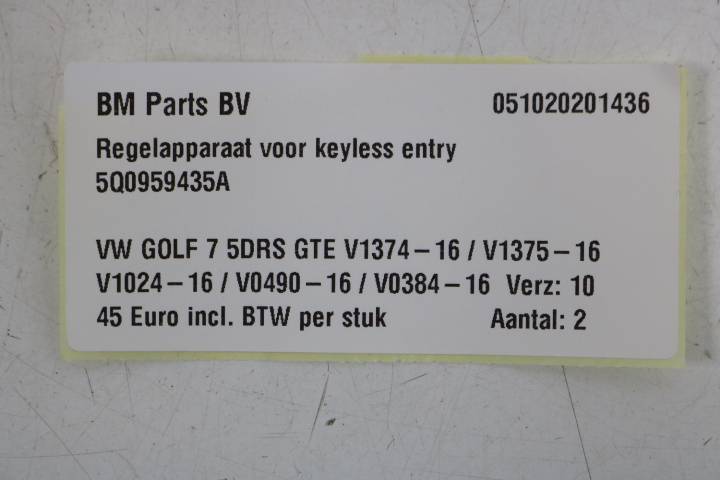 BM Parts BV 051020201436
Regelapparaat voor keyless entry
5Q0959435A
VW GOLF 7 5DRS GTE V1374-16 / V1375-16
V1024-16 / V0490-16 / V0384-16 Verz: 10
45 Euro incl. BTW per stuk Aantal: 2